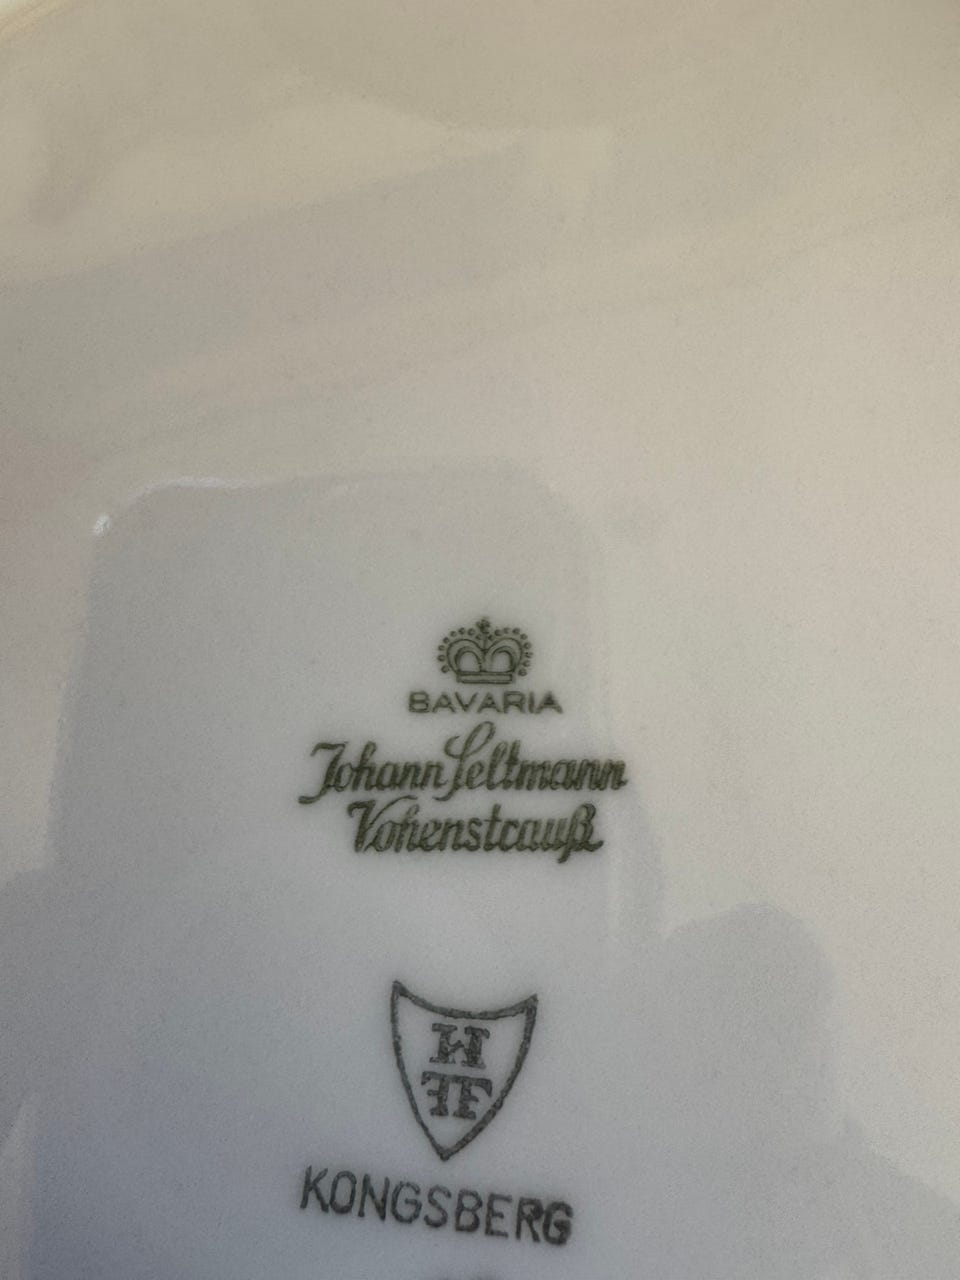 BAVARIA
Johann Seltmann
Vohenstrauß
KONGSBERG